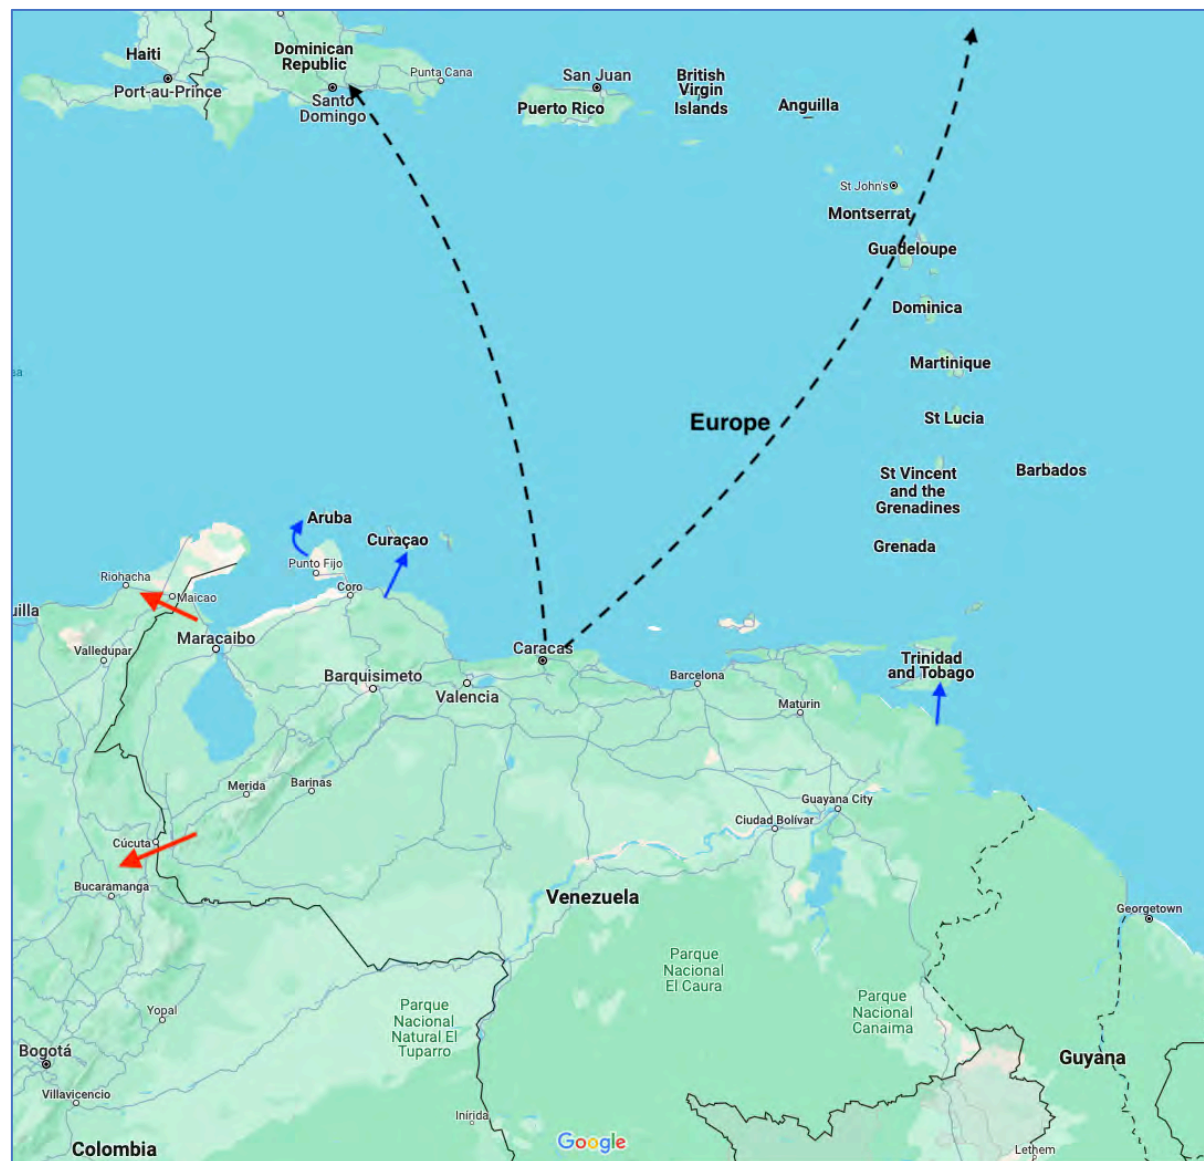 Haiti
Port-au-Prince
Dominican
Republic
Santo
Domingo
Punta Cana
San Juan
Puerto Rico
British
Virgin
Islands
Anguilla
St John's
Montserrat
Guadeloupe
Dominica
Martinique
Europe
St Lucia
St Vincent
and the
Grenadines
Barbados
Grenada
sa
Aruba
Curaçao
Punto Fijo
Coro
Riohacha
Maicao
uilla
Maracaibo
Valledupar
Caracas
Barquisimeto
Valencia
Barcelona
Maturin
Trinidad
and Tobago
Merida
Barinas
Guayana City
Ciudad Bolívar
Cúcuta
Bucaramanga
Venezuela
Georgetown
Parque
Nacional
El Caura
Parque
Nacional
Canaima
Parque
Nacional
Natural El
Tuparro
Yopal
Bogotá
Villavicencio
Guyana
Inírida
Colombia
Google
Lethem